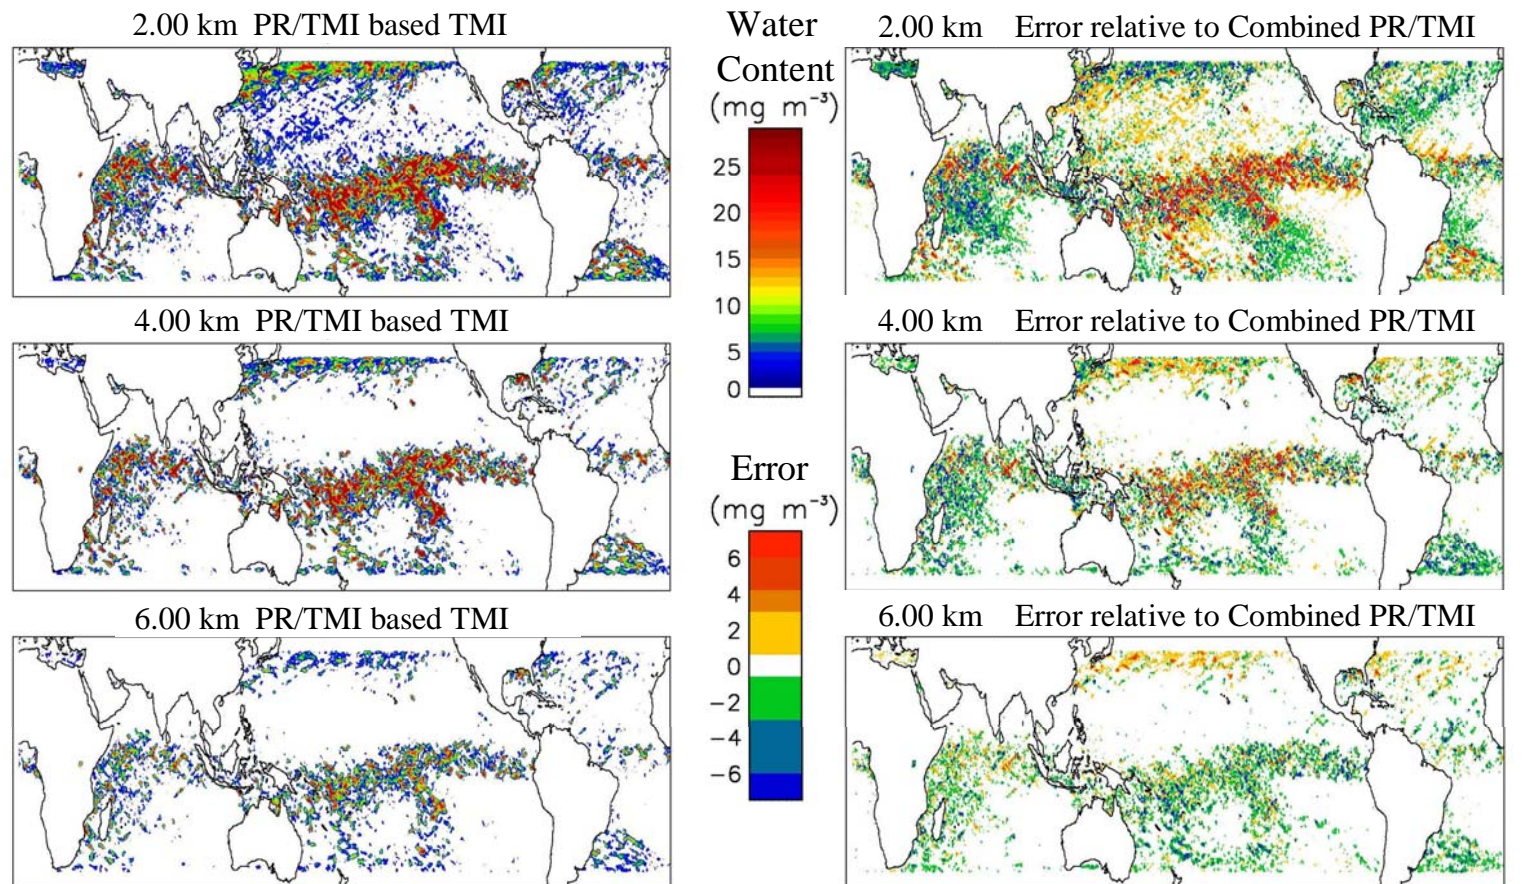 2.00 km PR/TMI based TMI
Water
Content
(mg m⁻³)
25
20
15
10
5
0
2.00 km Error relative to Combined PR/TMI
4.00 km PR/TMI based TMI
Error
(mg m⁻³)
6
4
2
0
−2
−4
−6
4.00 km Error relative to Combined PR/TMI
6.00 km PR/TMI based TMI
6.00 km Error relative to Combined PR/TMI